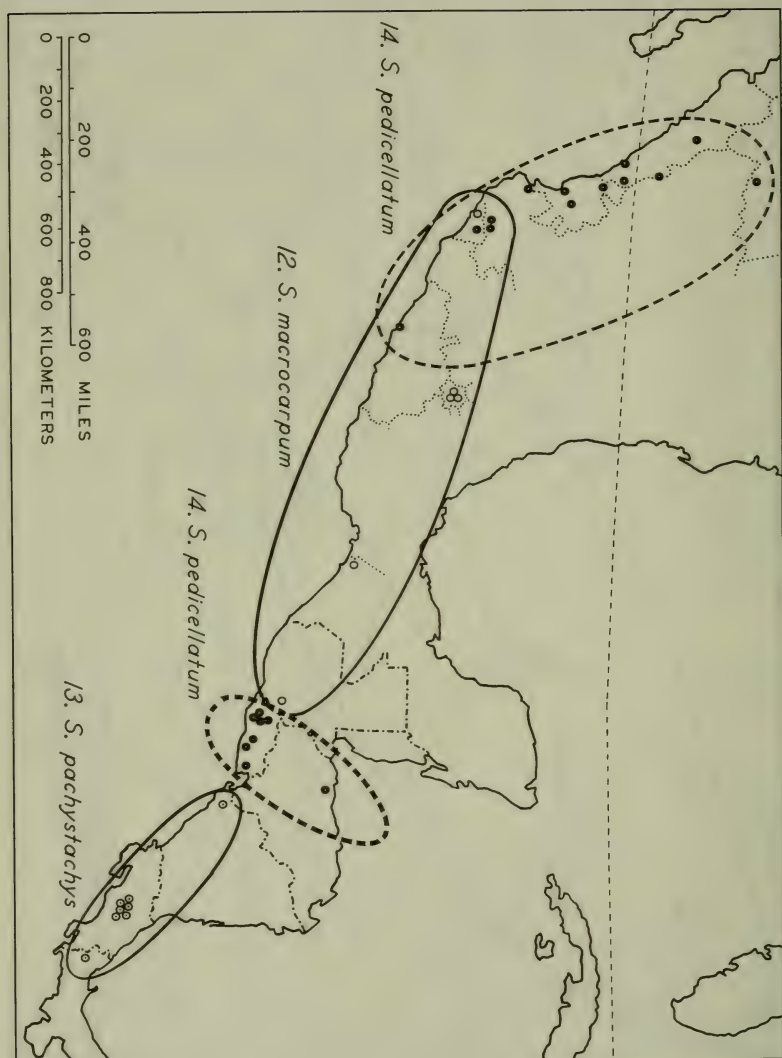 14. S. pedicellatum
12. S. macrocarpum
14. S. pedicellatum
13. S. pachystachys
0 200 400 600 MILES
0 200 400 600 800 KILOMETERS